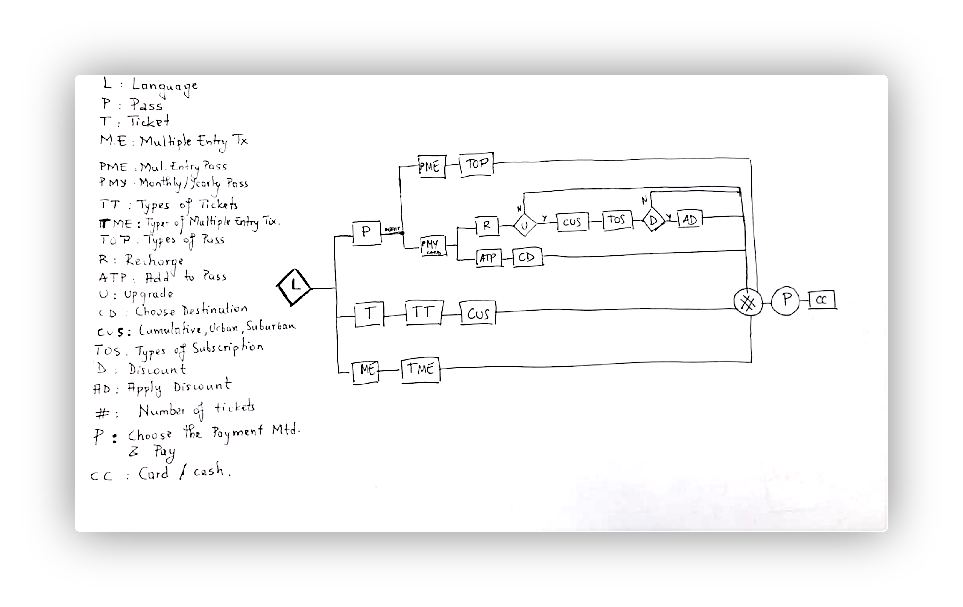 L : Language
P : Pass
T : Ticket
M.E : Multiple Entry Tx
PME : Mul. Entry Pass
PMY : Monthly/Yearly Pass
TT : Types of Tickets
TME : Types of Multiple Entry Tix.
TOP : Types of Pass
R : Recharge
ATP : Add to Pass
U : Upgrade
CD : Choose Destination
CUS : Cumulative, Urban, Suburban
TOS : Types of Subscription
D : Discount
AD : Apply Discount
# : Number of tickets
P : Choose the Payment Mtd.
& Pay
CC : Card / cash.
PME TOP
P
PMY
R U N Y CUS TOS D N Y AD
ATP CD
L
T TT CUS
# P CC
ME TME